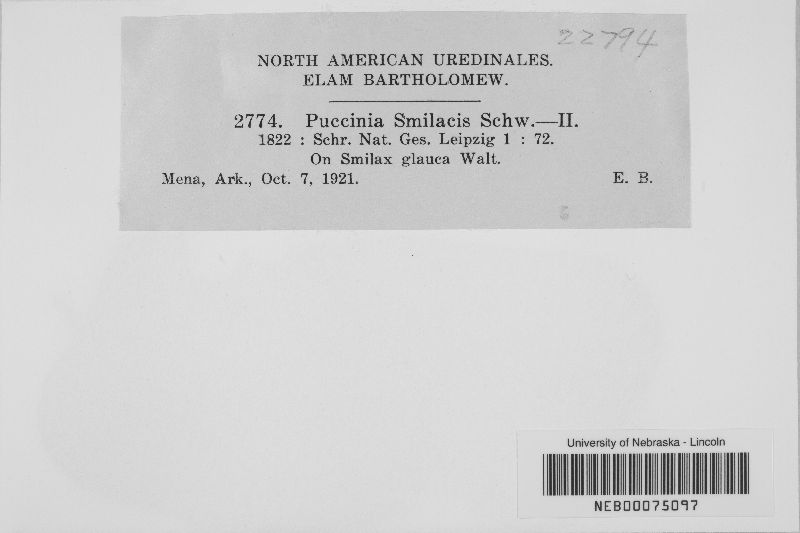 22794
NORTH AMERICAN UREDINALES.
ELAM BARTHOLOMEW.
2774. Puccinia Smilacis Schw.—II.
1822 : Schr. Nat. Ges. Leipzig 1 : 72.
On Smilax glauca Walt.
Mena, Ark., Oct. 7, 1921. E. B.
University of Nebraska - Lincoln
NEB00075097